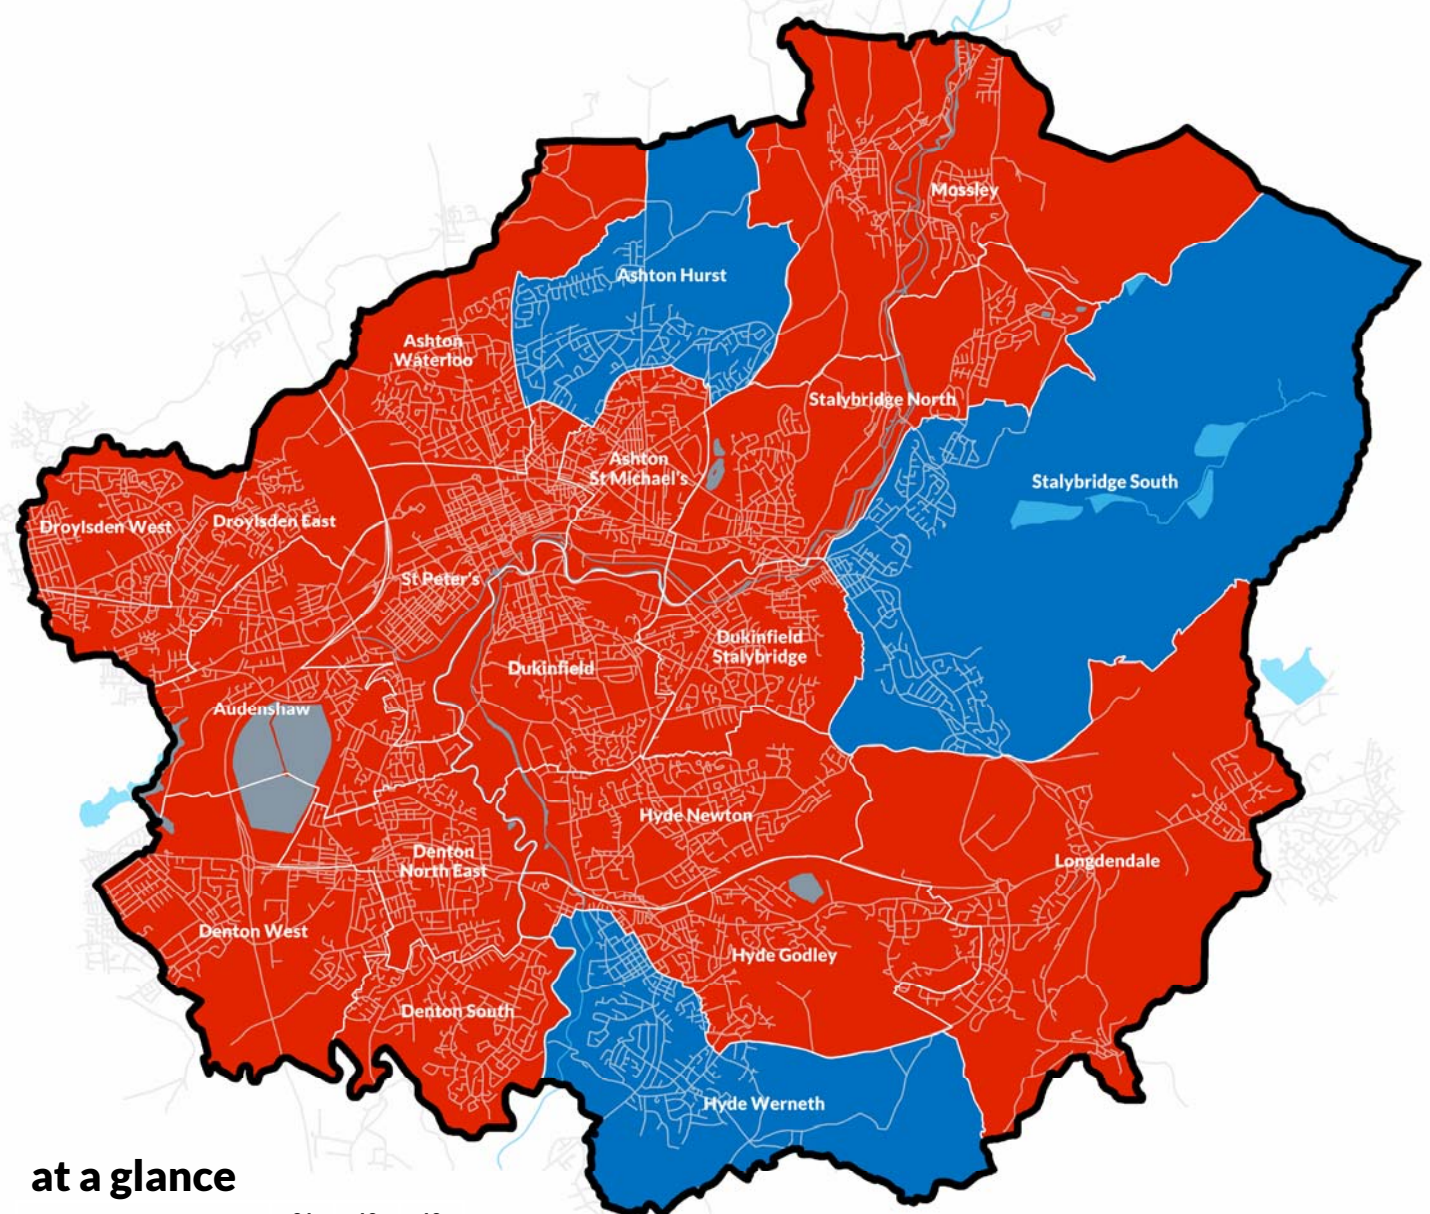 Mossley
Ashton Hurst
Ashton
Waterloo
Stalybridge North
Ashton
St Michael's
Stalybridge South
Droylsden West
Droylsden East
St Peter's
Dukinfield
Stalybridge
Dukinfield
Audenshaw
Hyde Newton
Denton
North East
Longdendale
Denton West
Hyde Godley
Denton South
Hyde Werneth
at a glance